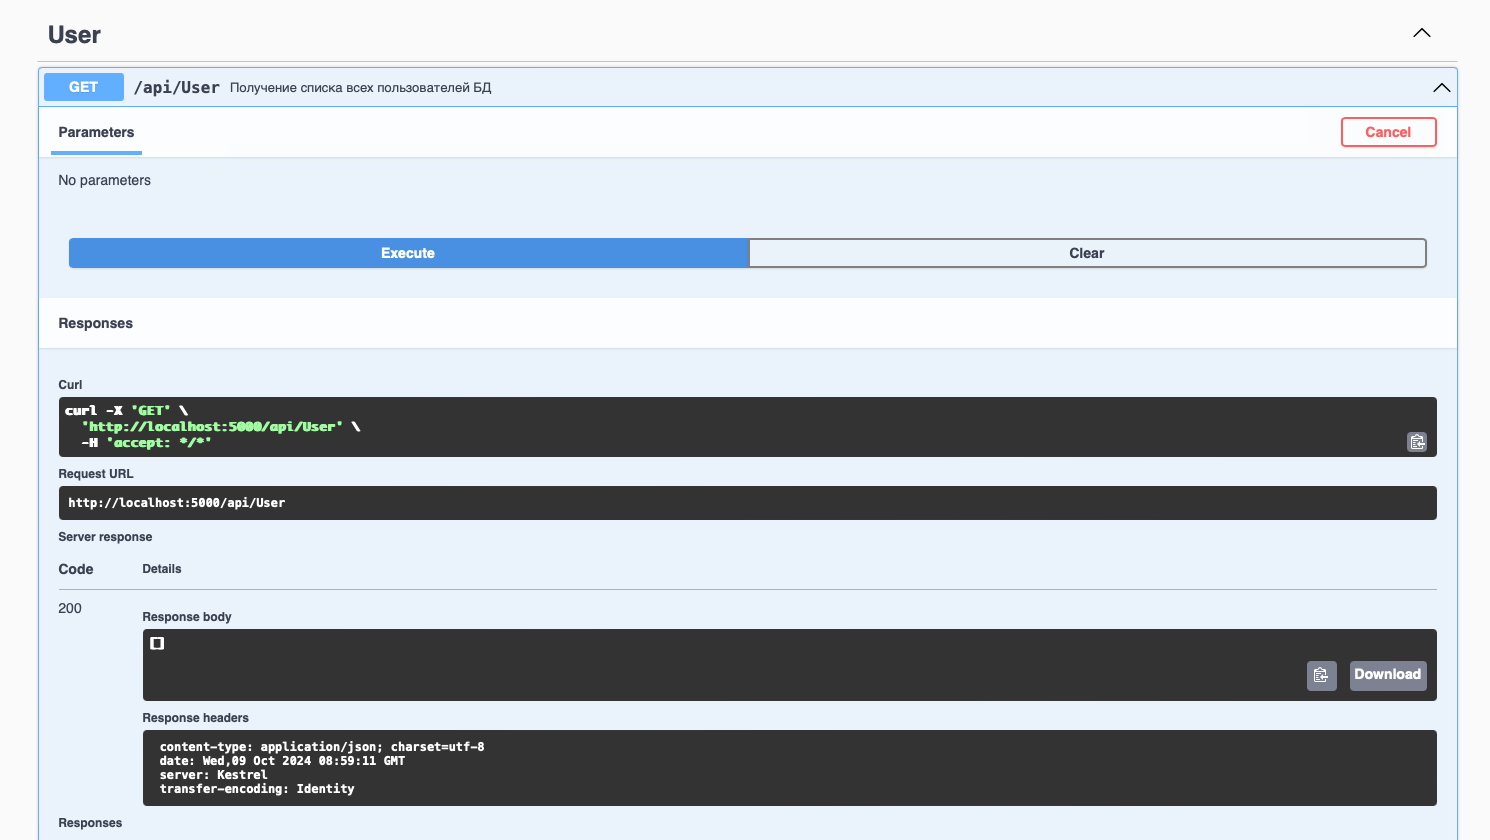 User
GET /api/User Получение списка всех пользователей БД
Parameters Cancel
No parameters
Execute Clear
Responses
Curl
curl -X 'GET' \
'http://localhost:5000/api/User' \
-H 'accept: */*'
Request URL
http://localhost:5000/api/User
Server response
Code Details
200
Response body
[]
Download
Response headers
content-type: application/json; charset=utf-8
date: Wed,09 Oct 2024 08:59:11 GMT
server: Kestrel
transfer-encoding: Identity
Responses